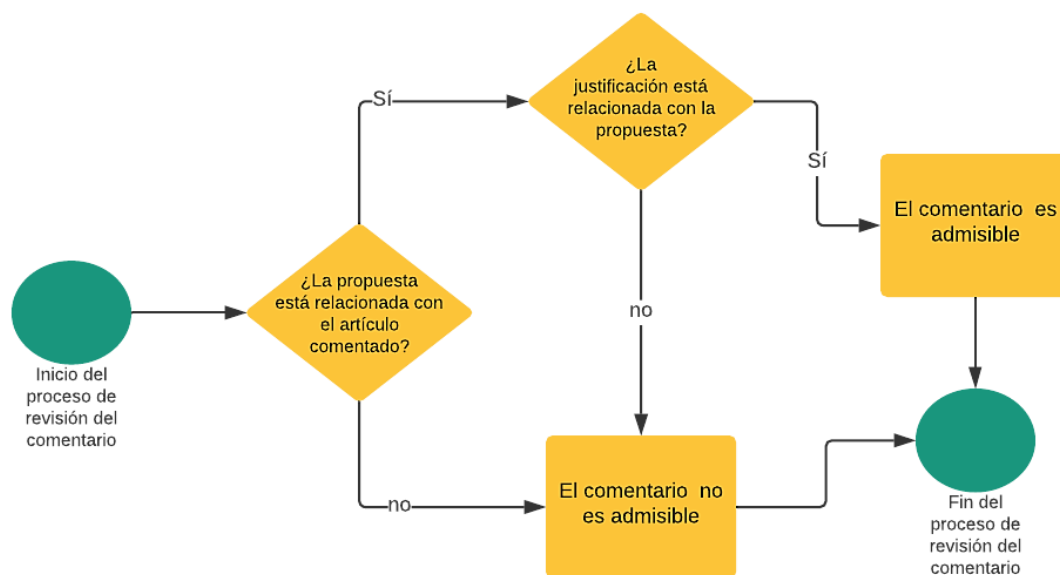 ¿La
justificación está
relacionada con la
propuesta?
Sí
Sí
El comentario es
admisible
¿La propuesta
está relacionada con
el artículo
comentado?
no
Inicio del
proceso de
revisión del
comentario
no
El comentario no
es admisible
Fin del
proceso de
revisión del
comentario